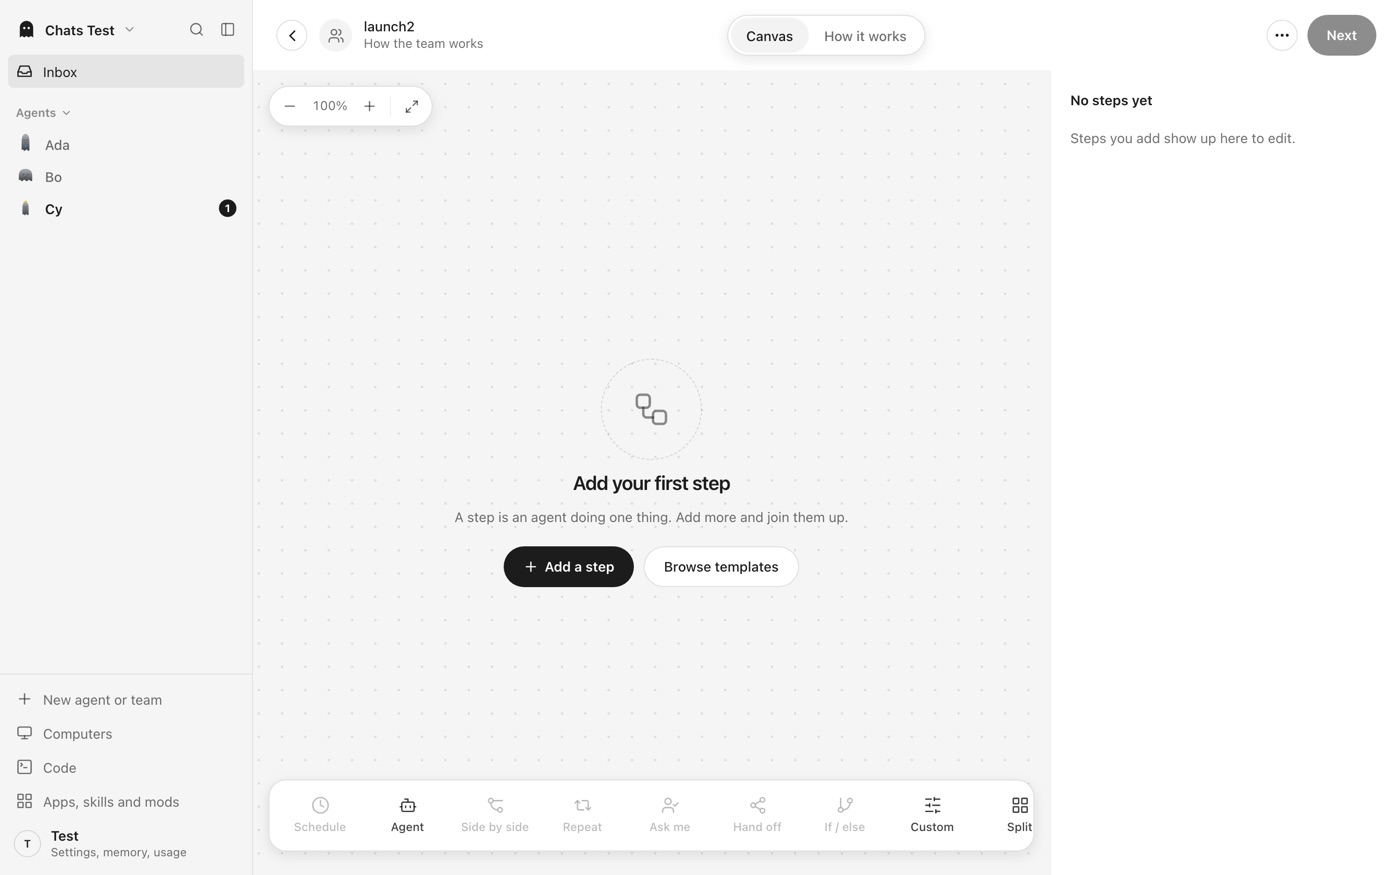 Chats Test
Inbox
Agents
Ada
Bo
Cy
1
New agent or team
Computers
Code
Apps, skills and mods
T
Test
Settings, memory, usage
launch2
How the team works
Canvas
How it works
Next
100%
Add your first step
A step is an agent doing one thing. Add more and join them up.
Add a step
Browse templates
Schedule
Agent
Side by side
Repeat
Ask me
Hand off
If / else
Custom
Split
No steps yet
Steps you add show up here to edit.